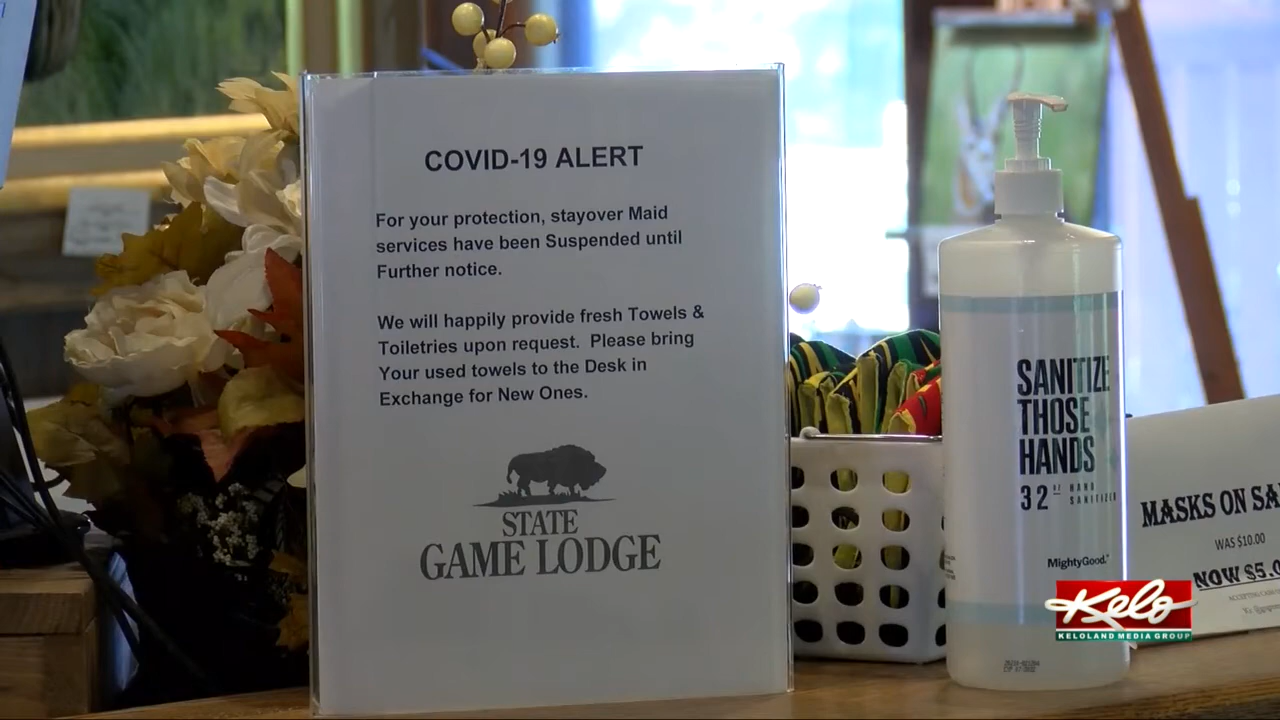 COVID-19 ALERT
For your protection, stayover Maid
services have been Suspended until
Further notice.
We will happily provide fresh Towels &
Toiletries upon request. Please bring
Your used towels to the Desk in
Exchange for New Ones.
STATE
GAME LODGE
SANITIZE
THOSE
HANDS
32 OZ HAND
SANITIZER
MightyGood.
MASKS ON SA
WAS $10.00
NOW $5.0
Kelo
KELOLAND MEDIA GROUP